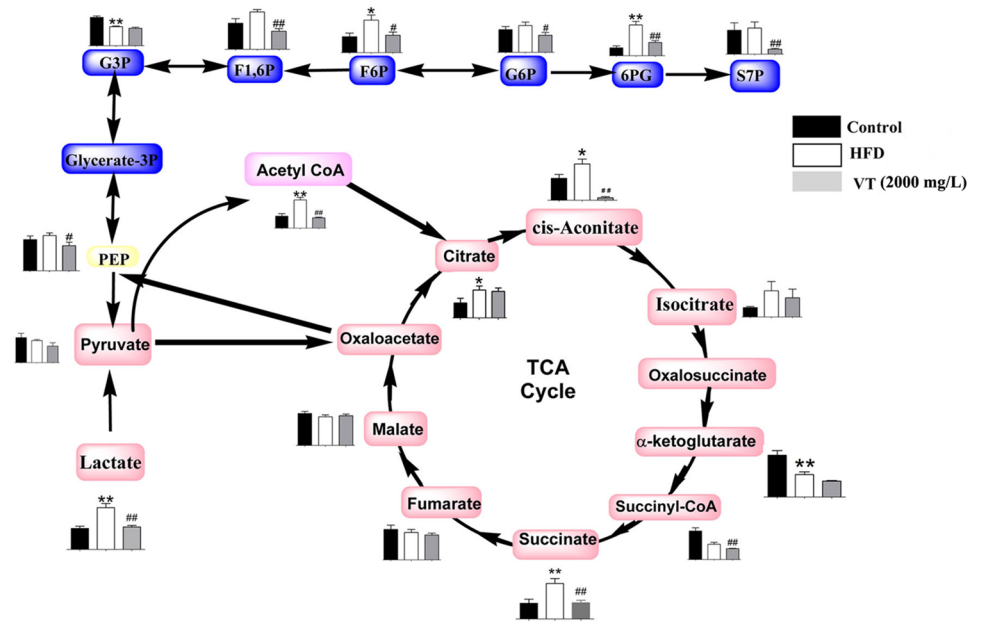 **
##
*
#
#
**
##
##
G3P
F1,6P
F6P
G6P
6PG
S7P
Control
HFD
VT (2000 mg/L)
Glycerate-3P
Acetyl CoA
**
##
*
##
cis-Aconitate
#
PEP
Citrate
*
Isocitrate
Pyruvate
Oxaloacetate
TCA
Cycle
Oxalosuccinate
Malate
α-ketoglutarate
**
Lactate
**
##
Fumarate
Succinyl-CoA
##
Succinate
**
##